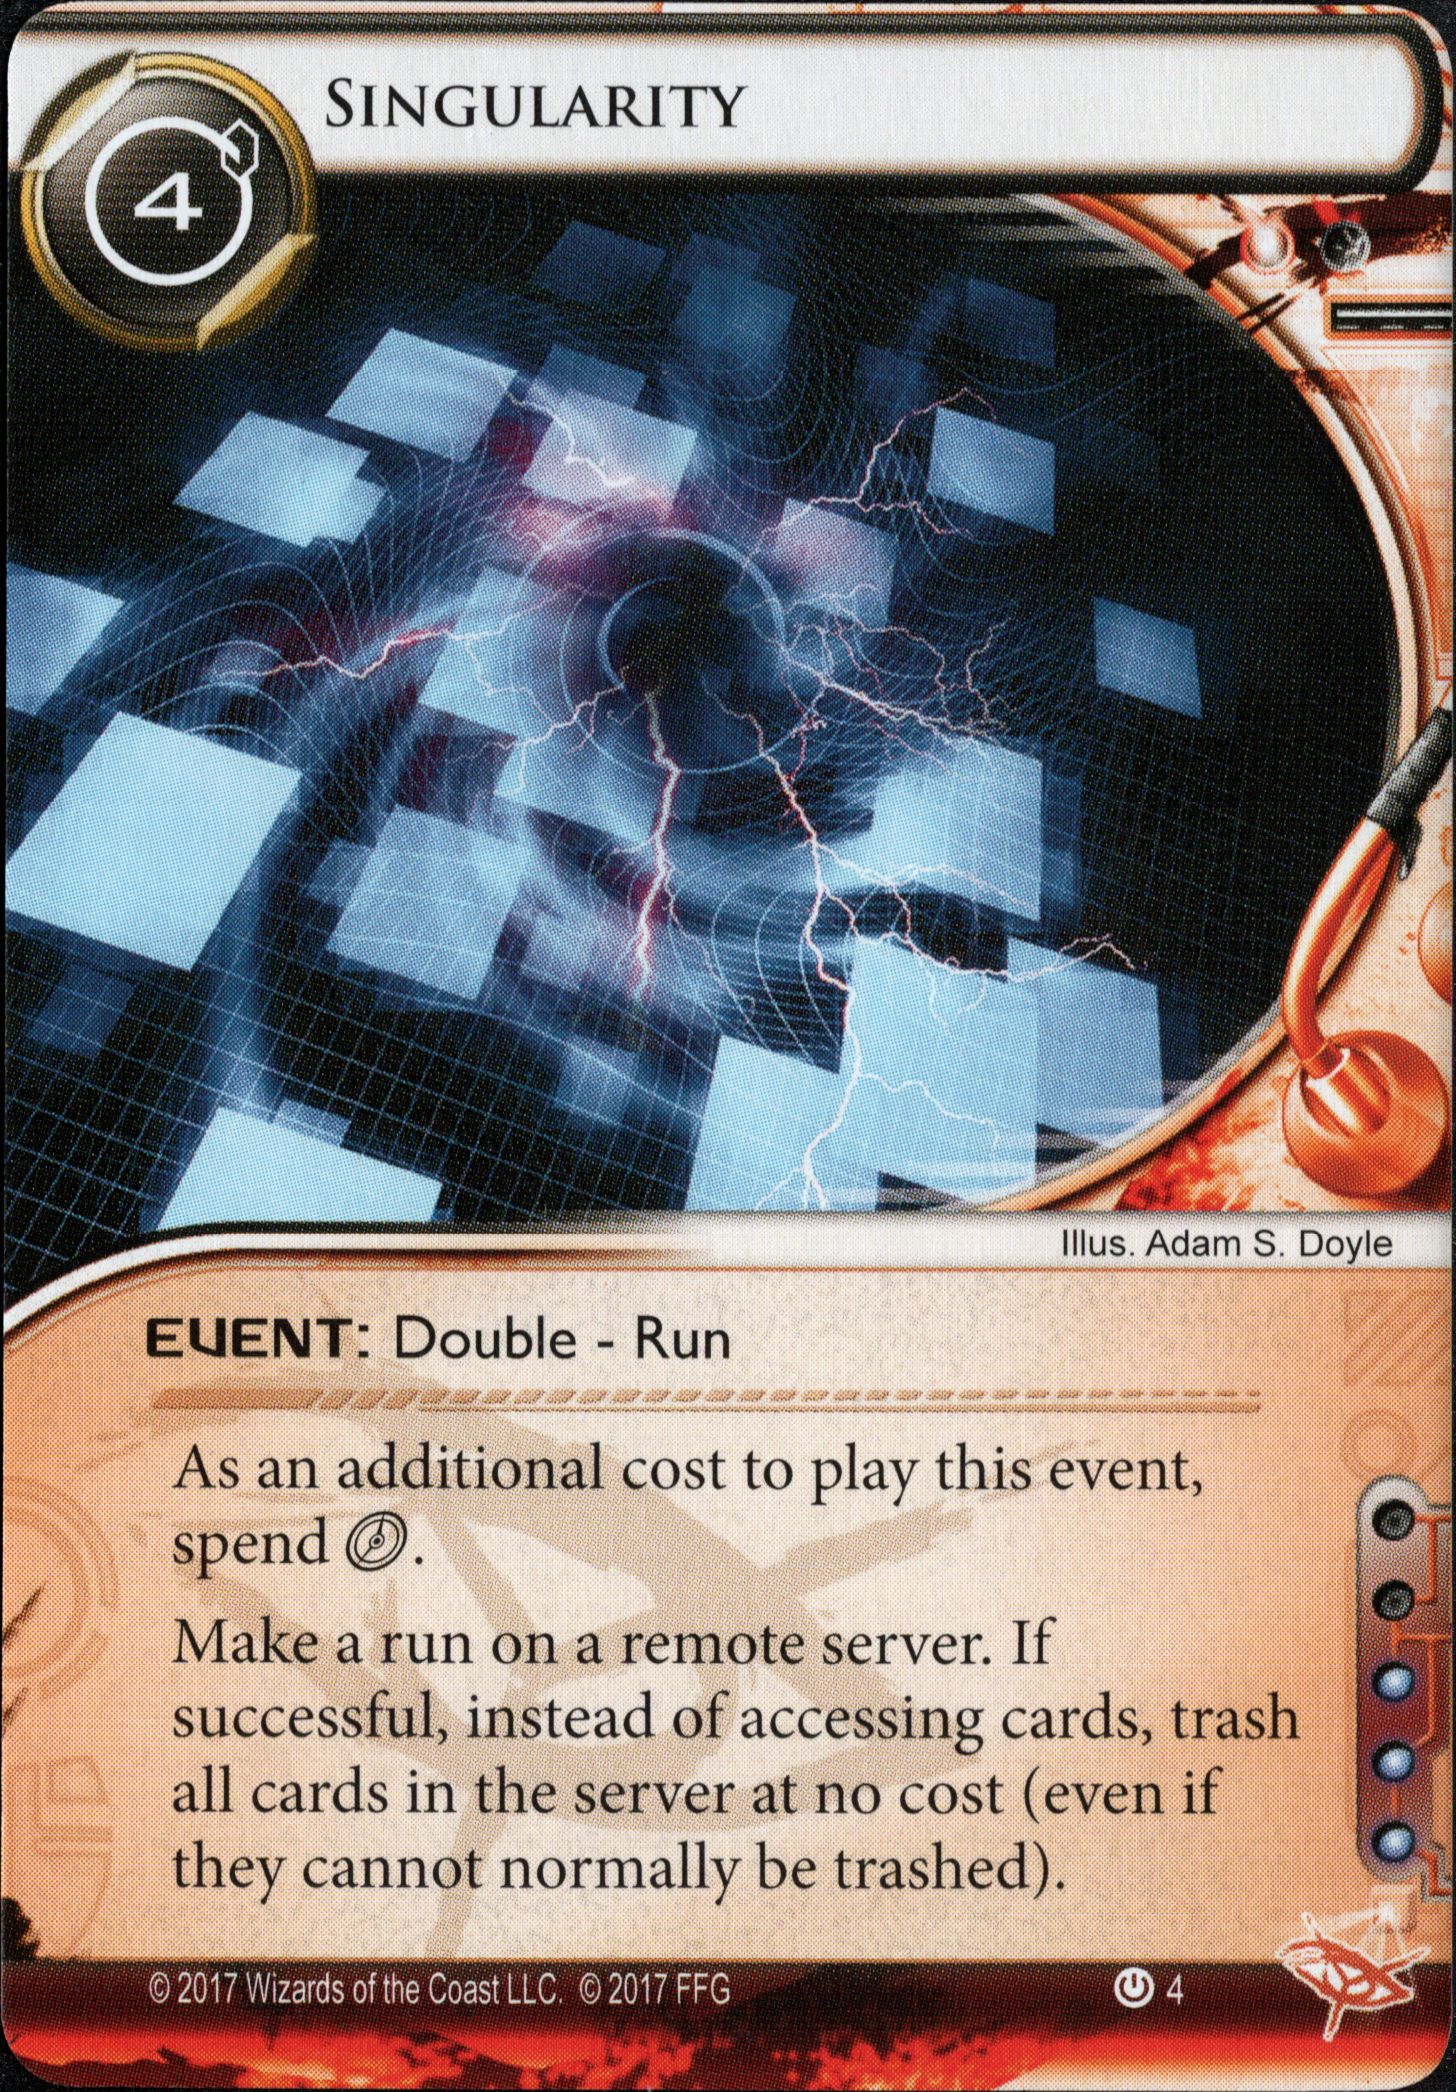 4
SINGULARITY
Illus. Adam S. Doyle
EVENT: Double - Run
As an additional cost to play this event,
spend .
Make a run on a remote server. If
successful, instead of accessing cards, trash
all cards in the server at no cost (even if
they cannot normally be trashed).
© 2017 Wizards of the Coast LLC. © 2017 FFG
4